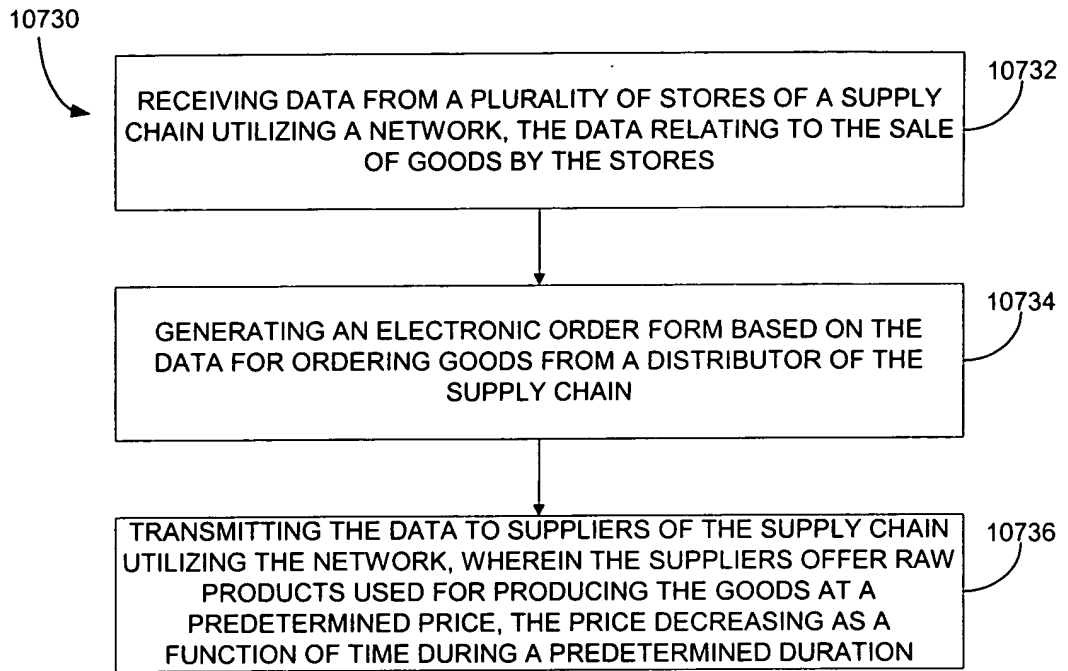 10730
10732
RECEIVING DATA FROM A PLURALITY OF STORES OF A SUPPLY
CHAIN UTILIZING A NETWORK, THE DATA RELATING TO THE SALE
OF GOODS BY THE STORES
10734
GENERATING AN ELECTRONIC ORDER FORM BASED ON THE
DATA FOR ORDERING GOODS FROM A DISTRIBUTOR OF THE
SUPPLY CHAIN
10736
TRANSMITTING THE DATA TO SUPPLIERS OF THE SUPPLY CHAIN
UTILIZING THE NETWORK, WHEREIN THE SUPPLIERS OFFER RAW
PRODUCTS USED FOR PRODUCING THE GOODS AT A
PREDETERMINED PRICE, THE PRICE DECREASING AS A
FUNCTION OF TIME DURING A PREDETERMINED DURATION